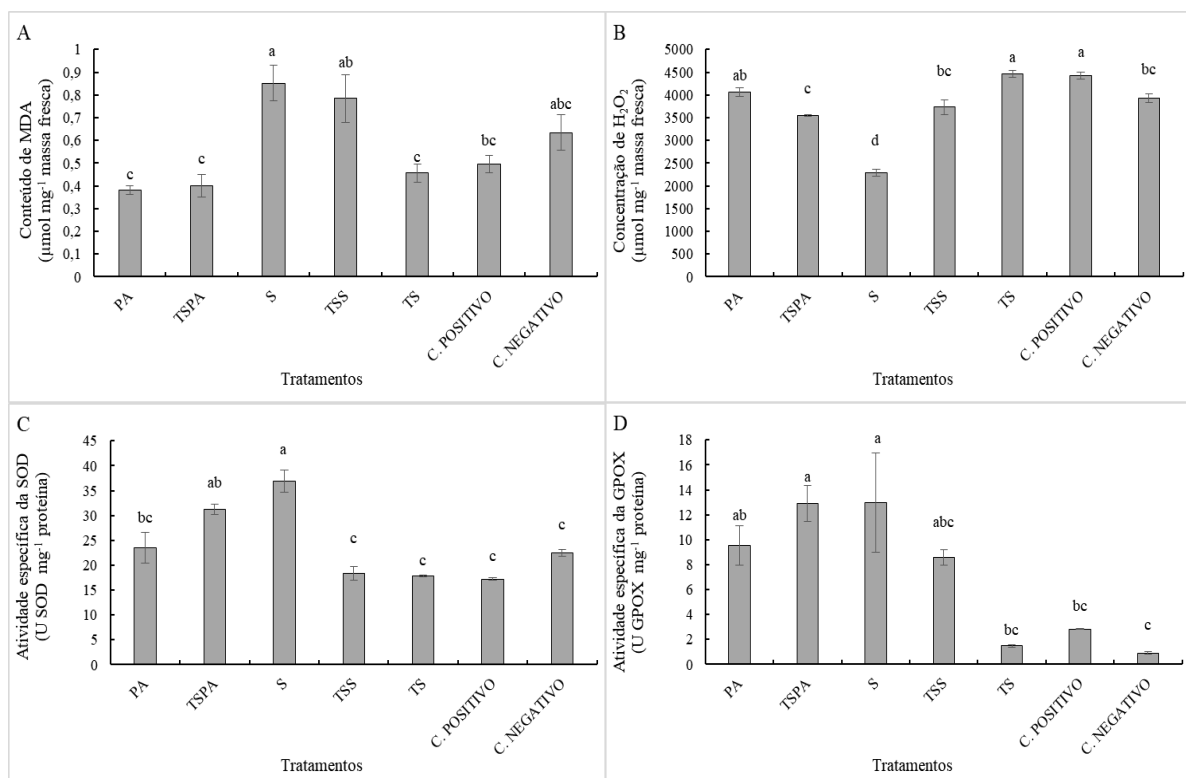 A
Conteúdo de MDA
(µmol mg⁻¹ massa fresca)
1
0,9
0,8
0,7
0,6
0,5
0,4
0,3
0,2
0,1
0
c
c
a
ab
c
bc
abc
PA
TSPA
S
TSS
TS
C. POSITIVO
C. NEGATIVO
Tratamentos
B
Concentração de H₂O₂
(µmol mg⁻¹ massa fresca)
5000
4500
4000
3500
3000
2500
2000
1500
1000
500
0
ab
c
d
bc
a
a
bc
PA
TSPA
S
TSS
TS
C. POSITIVO
C. NEGATIVO
Tratamentos
C
Atividade específica da SOD
(U SOD mg⁻¹ proteína)
45
40
35
30
25
20
15
10
5
0
bc
ab
a
c
c
c
c
PA
TSPA
S
TSS
TS
C. POSITIVO
C. NEGATIVO
Tratamentos
D
Atividade específica da GPOX
(U GPOX mg⁻¹ proteína)
18
16
14
12
10
8
6
4
2
0
ab
a
a
abc
bc
bc
c
PA
TSPA
S
TSS
TS
C. POSITIVO
C. NEGATIVO
Tratamentos